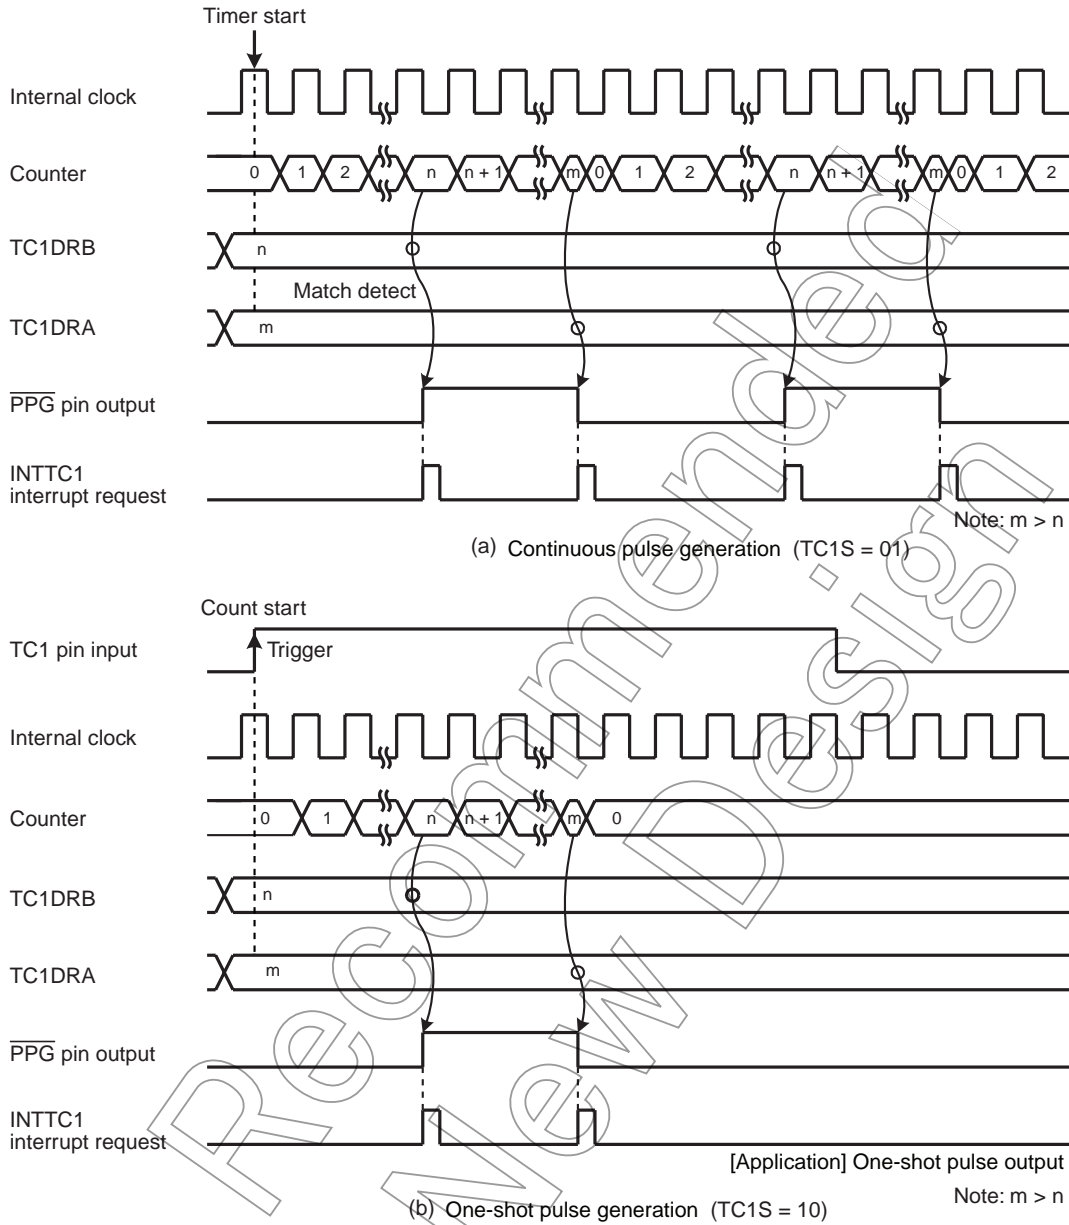 Timer start
Internal clock
Counter 0 1 2 n n + 1 m 0 1 2 n n + 1 m 0 1 2
TC1DRB n
Match detect
TC1DRA m
PPG pin output
INTTC1
interrupt request
Note: m > n
(a) Continuous pulse generation (TC1S = 01)
Count start
TC1 pin input Trigger
Internal clock
Counter 0 1 n n + 1 m 0
TC1DRB n
TC1DRA m
PPG pin output
INTTC1
interrupt request
[Application] One-shot pulse output
Note: m > n
(b) One-shot pulse generation (TC1S = 10)
Recommended
New Design